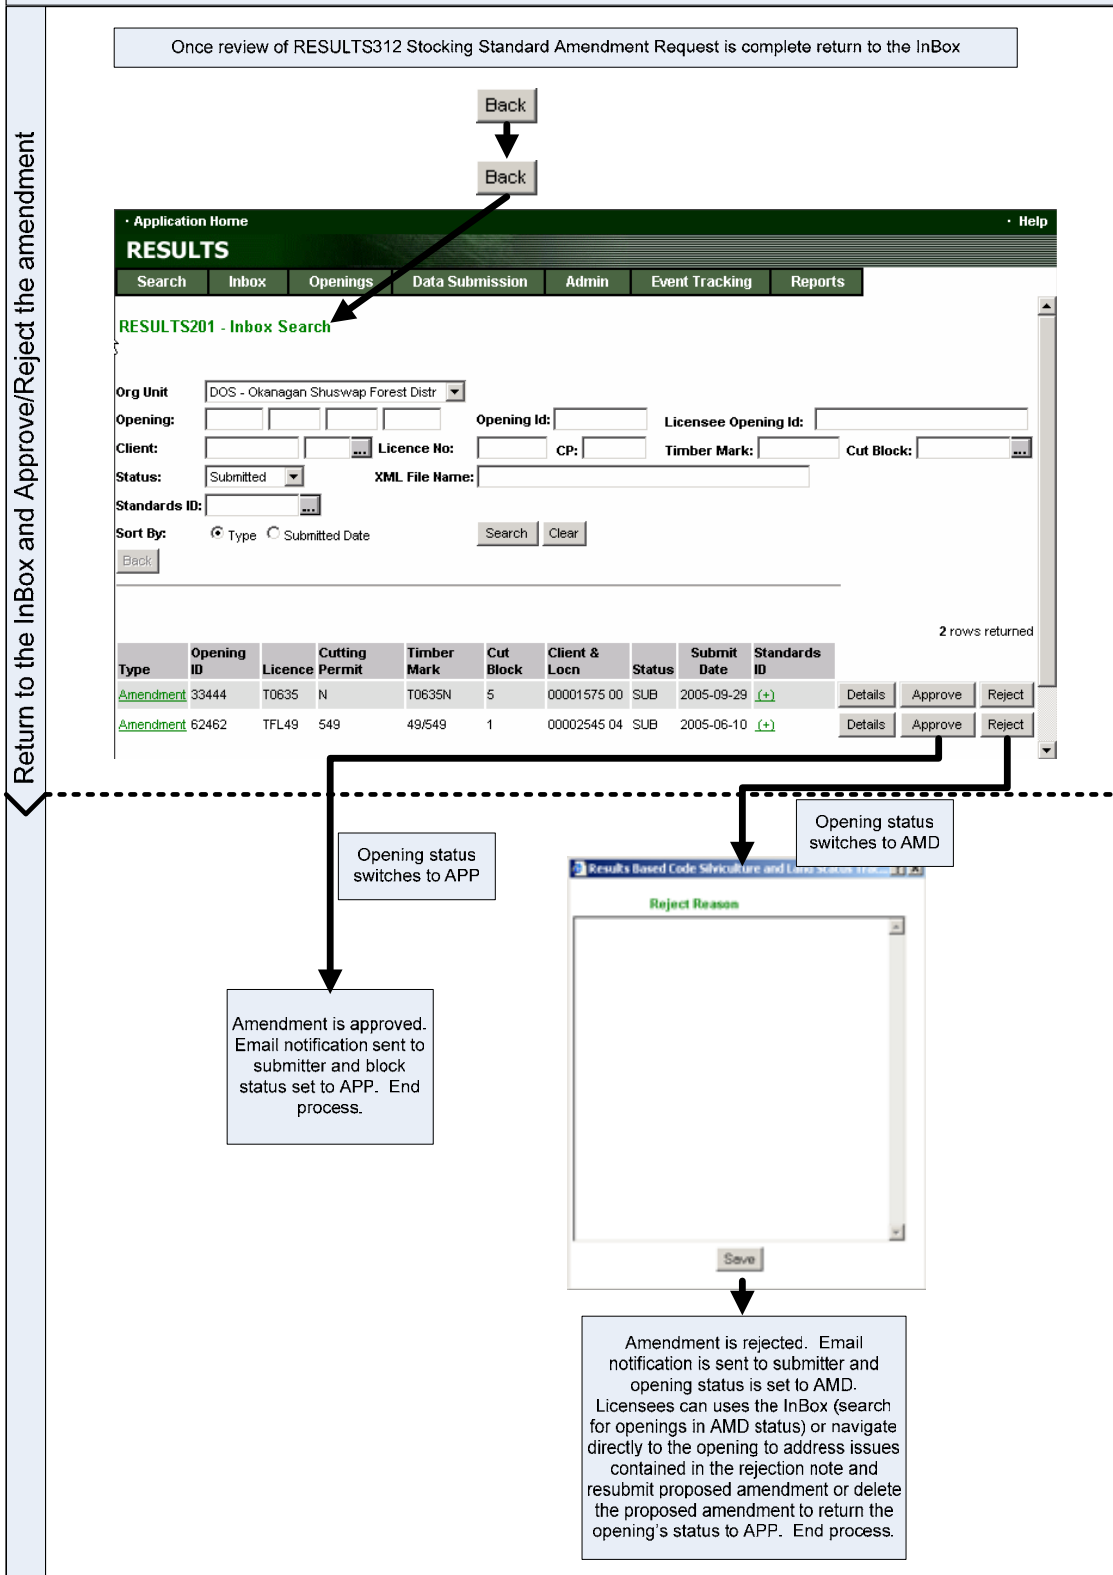 Once review of RESULTS312 Stocking Standard Amendment Request is complete return to the InBox
Back
Back
Return to the InBox and Approve/Reject the amendment
· Application Home · Help
RESULTS
Search Inbox Openings Data Submission Admin Event Tracking Reports
RESULTS201 - Inbox Search
Org Unit DOS - Okanagan Shuswap Forest Distr
Opening: Opening Id: Licensee Opening Id:
Client: ... Licence No: CP: Timber Mark: Cut Block: ...
Status: Submitted XML File Name:
Standards ID: ...
Sort By: Type Submitted Date Search Clear
Back
2 rows returned
Type Opening ID Licence Cutting Permit Timber Mark Cut Block Client & Locn Status Submit Date Standards ID
Amendment 33444 T0635 N T0635N 5 00001575 00 SUB 2005-09-29 (+) Details Approve Reject
Amendment 62462 TFL49 549 49/549 1 00002545 04 SUB 2005-06-10 (+) Details Approve Reject
Opening status
switches to APP
Opening status
switches to AMD
Results Based Code Silviculture and Land Status Trac...
Reject Reason
Save
Amendment is approved.
Email notification sent to
submitter and block
status set to APP. End
process.
Amendment is rejected. Email
notification is sent to submitter and
opening status is set to AMD.
Licensees can uses the InBox (search
for openings in AMD status) or navigate
directly to the opening to address issues
contained in the rejection note and
resubmit proposed amendment or delete
the proposed amendment to return the
opening's status to APP. End process.